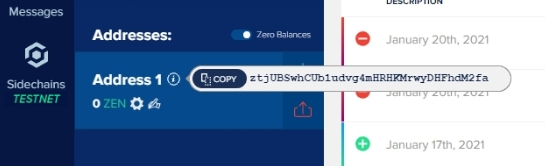 Messages
Sidechains
TESTNET
Addresses:
Zero Balances
Address 1
0 ZEN
COPY
ztjUBSwhCUb1udvg4mHRHKMrwyDHFhdM2fa
DESCRIPTION
January 20th, 2021
January 20th, 2021
January 17th, 2021